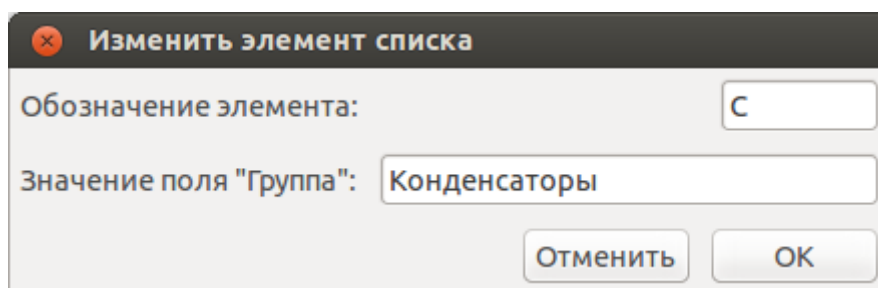 Изменить элемент списка
Обозначение элемента: C
Значение поля "Группа": Конденсаторы
Отменить OK